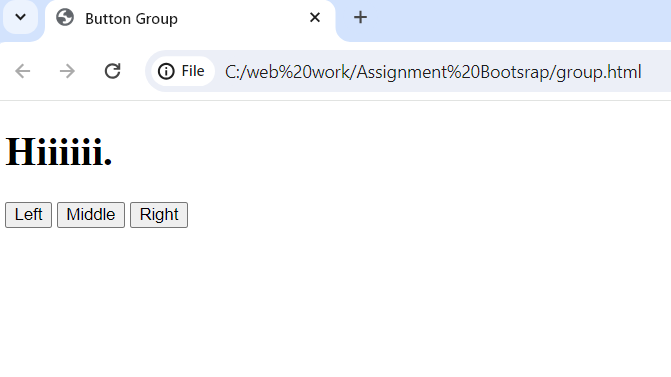 Button Group
File C:/web%20work/Assignment%20Bootsrap/group.html
Hiiiiii.
Left Middle Right